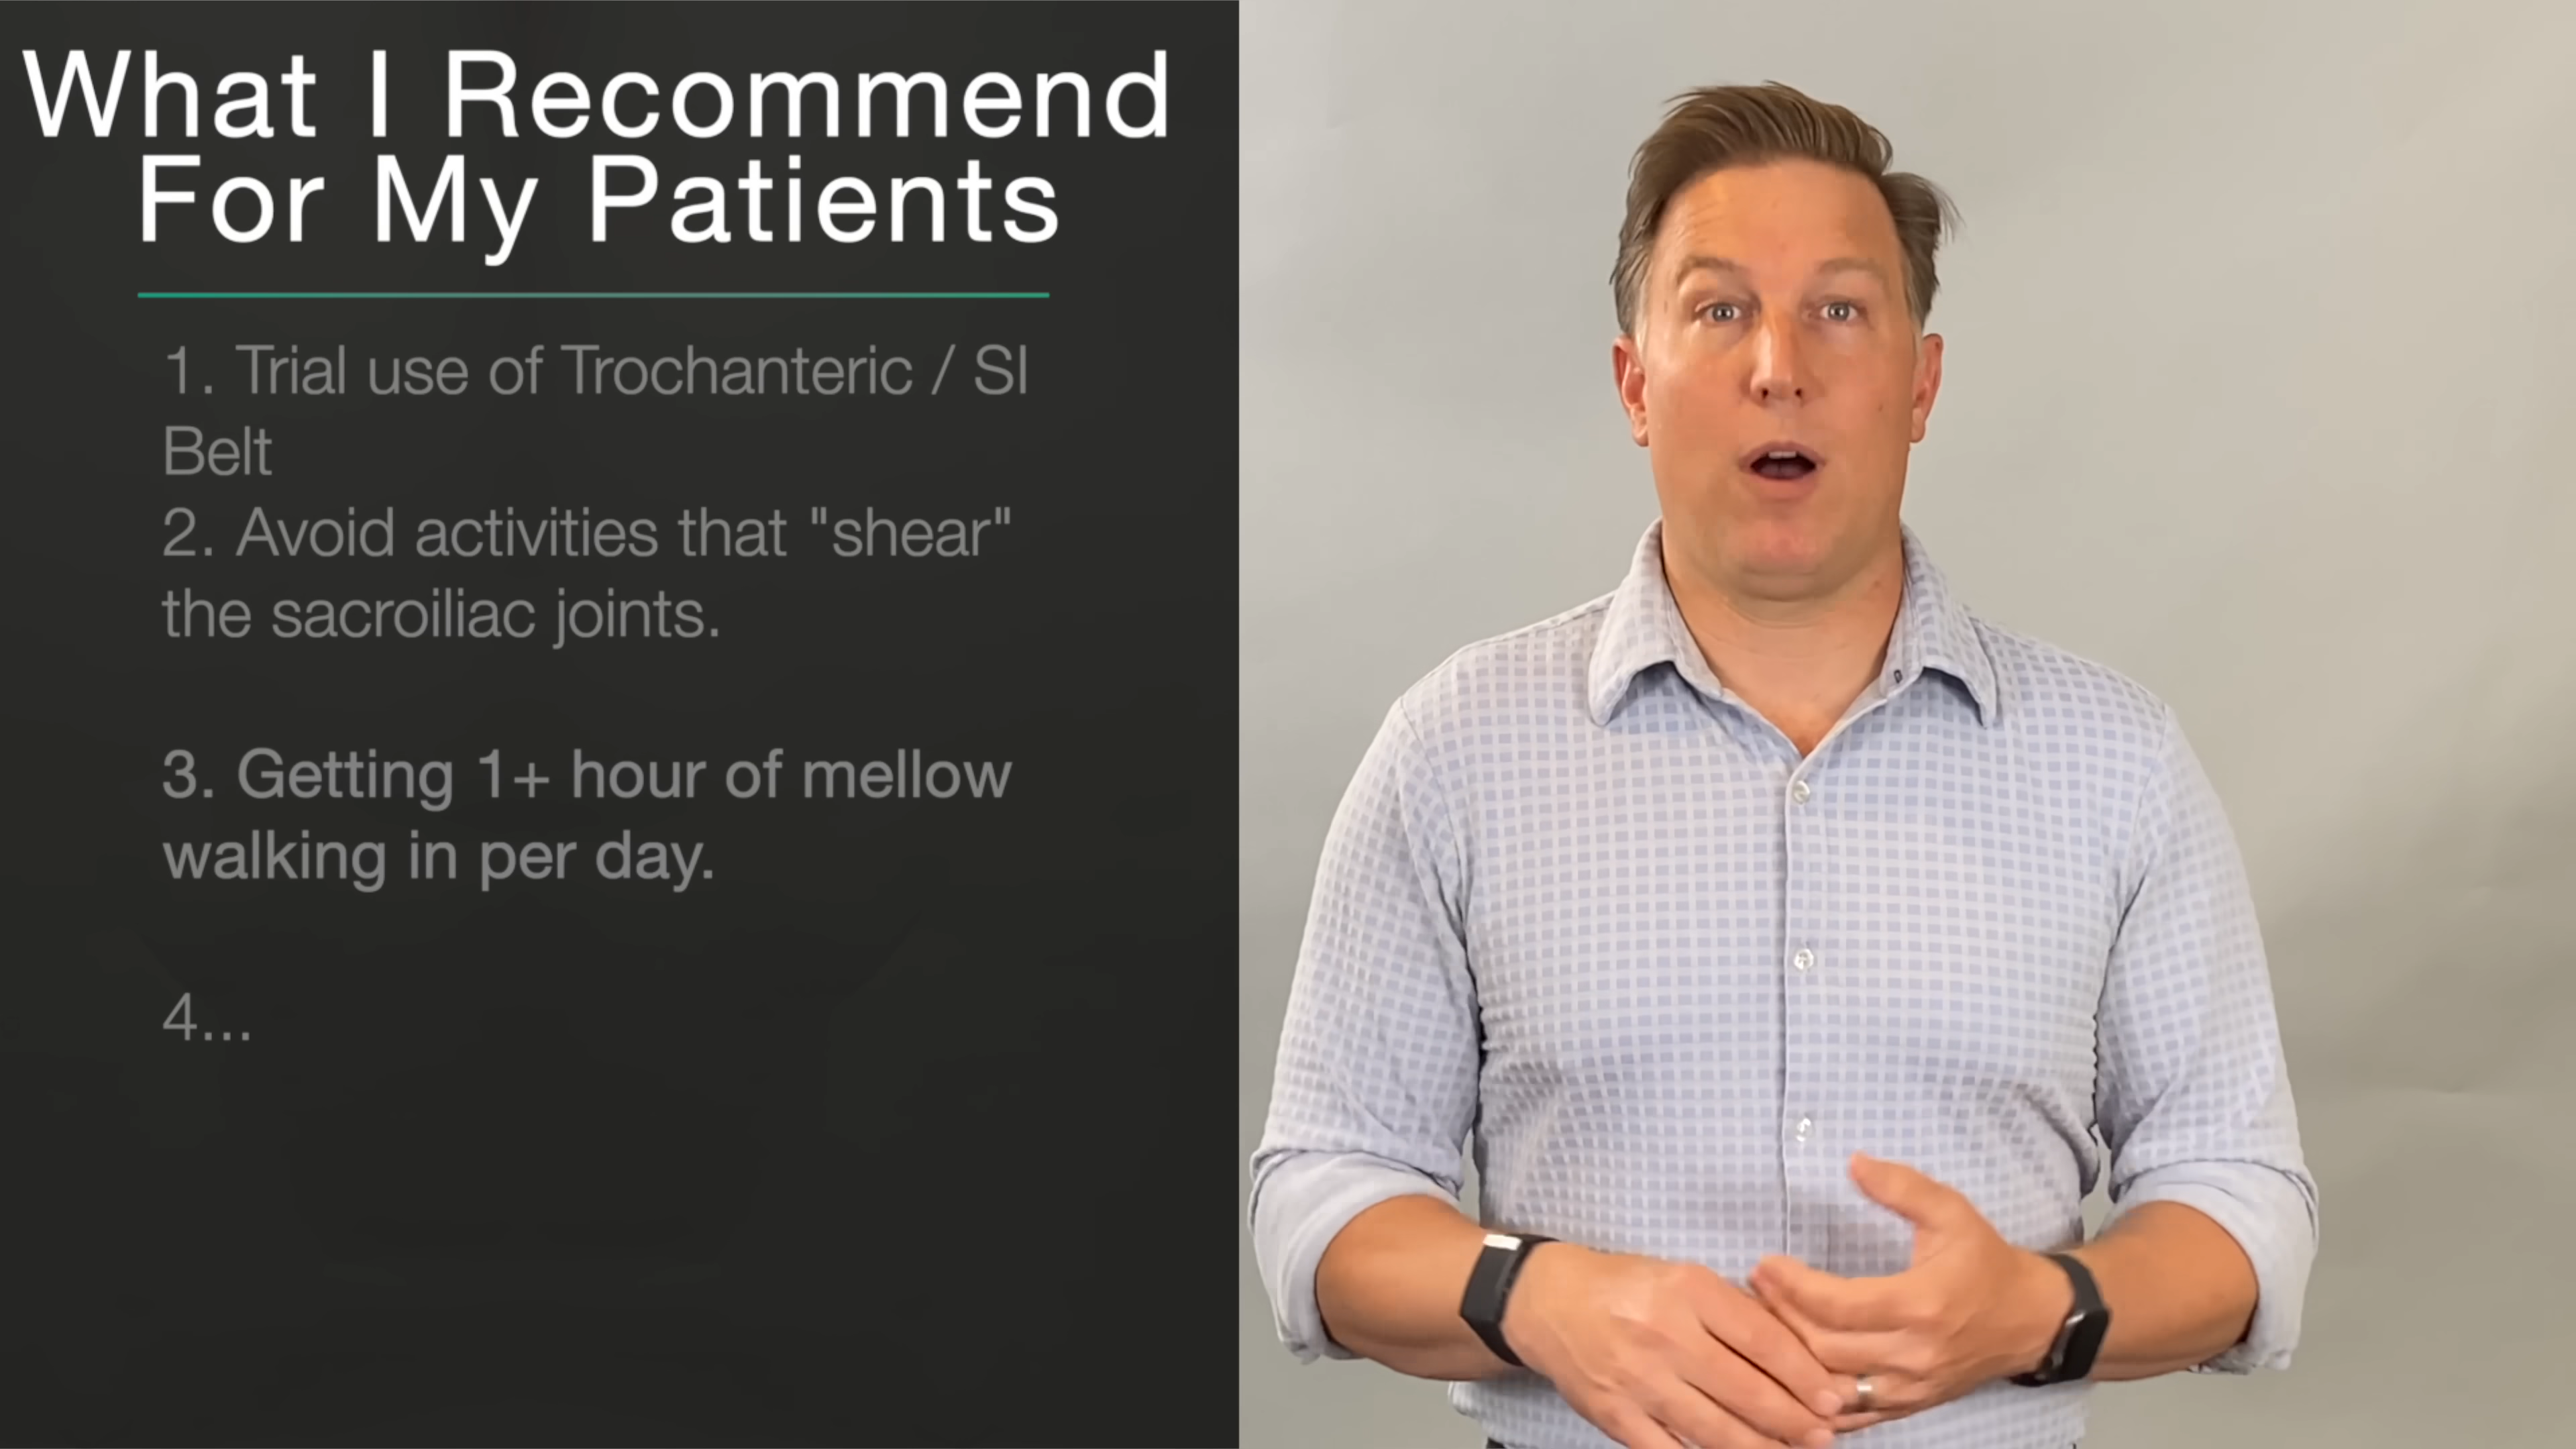 What I Recommend
For My Patients
1. Trial use of Trochanteric / SI
Belt
2. Avoid activities that "shear"
the sacroiliac joints.
3. Getting 1+ hour of mellow
walking in per day.
4...